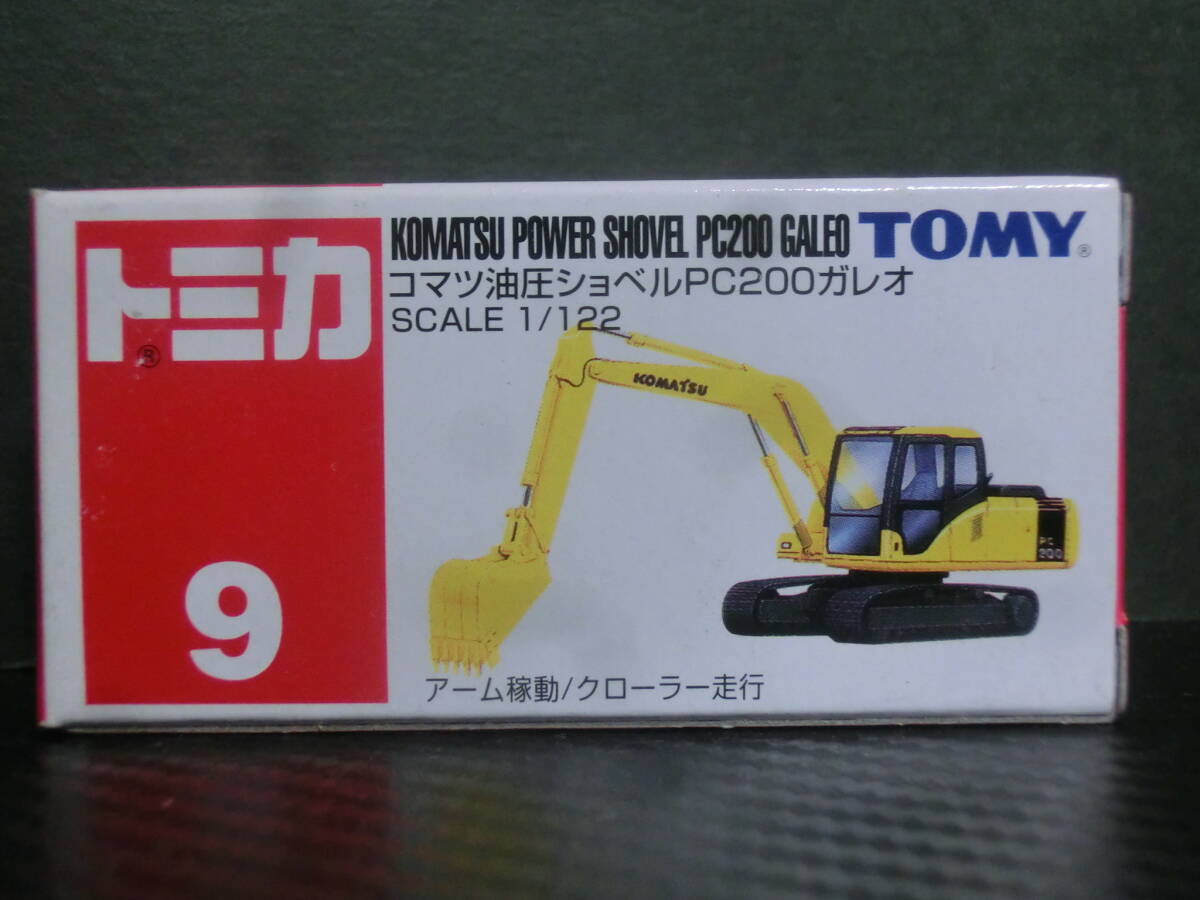 トミカ
®
9
KOMATSU POWER SHOVEL PC200 GALEO
TOMY®
コマツ油圧ショベルPC200ガレオ
SCALE 1/122
KOMATSU
PC
200
アーム稼動/クローラー走行